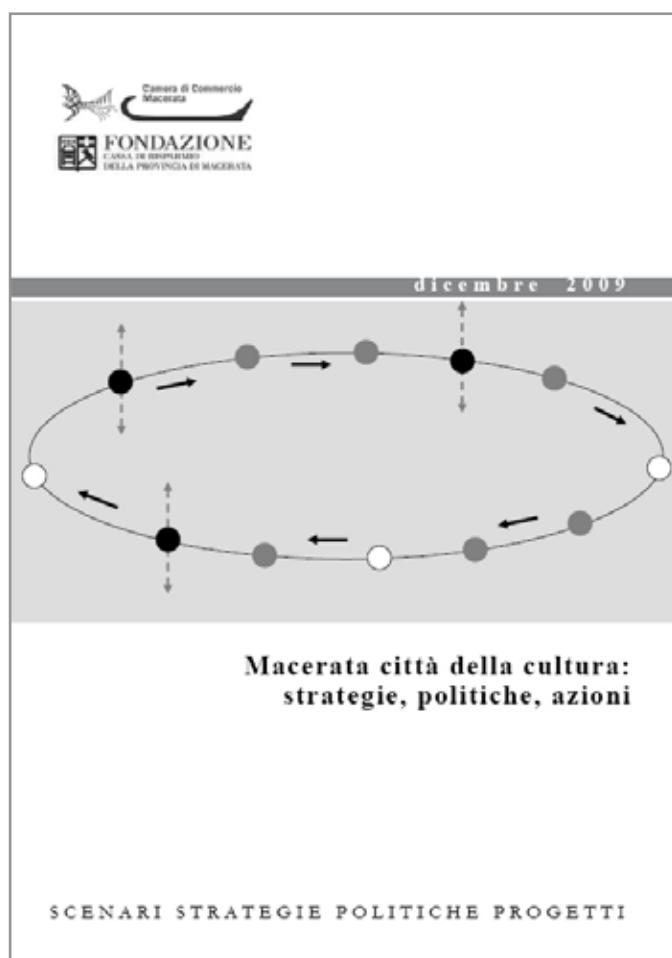 Camera di Commercio
Macerata
FONDAZIONE
CASSA DI RISPARMIO
DELLA PROVINCIA DI MACERATA
dicembre 2009
Macerata città della cultura:
strategie, politiche, azioni
SCENARI STRATEGIE POLITICHE PROGETTI